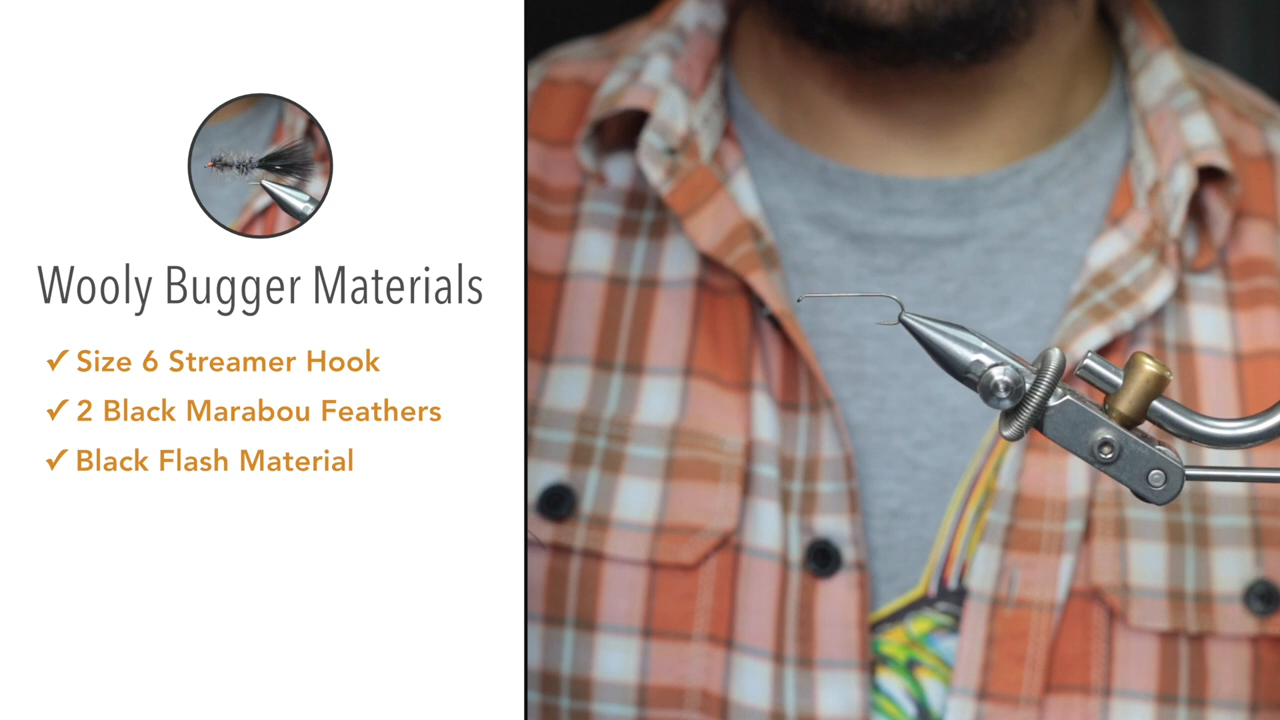 Wooly Bugger Materials
✓ Size 6 Streamer Hook
✓ 2 Black Marabou Feathers
✓ Black Flash Material